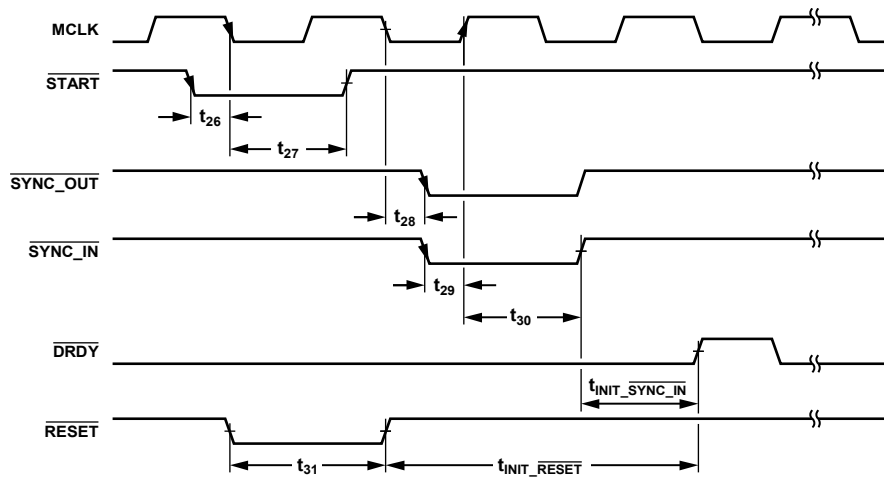 MCLK
START
t26
t27
SYNC_OUT
t28
SYNC_IN
t29
t30
DRDY
tINIT_SYNC_IN
RESET
t31
tINIT_RESET